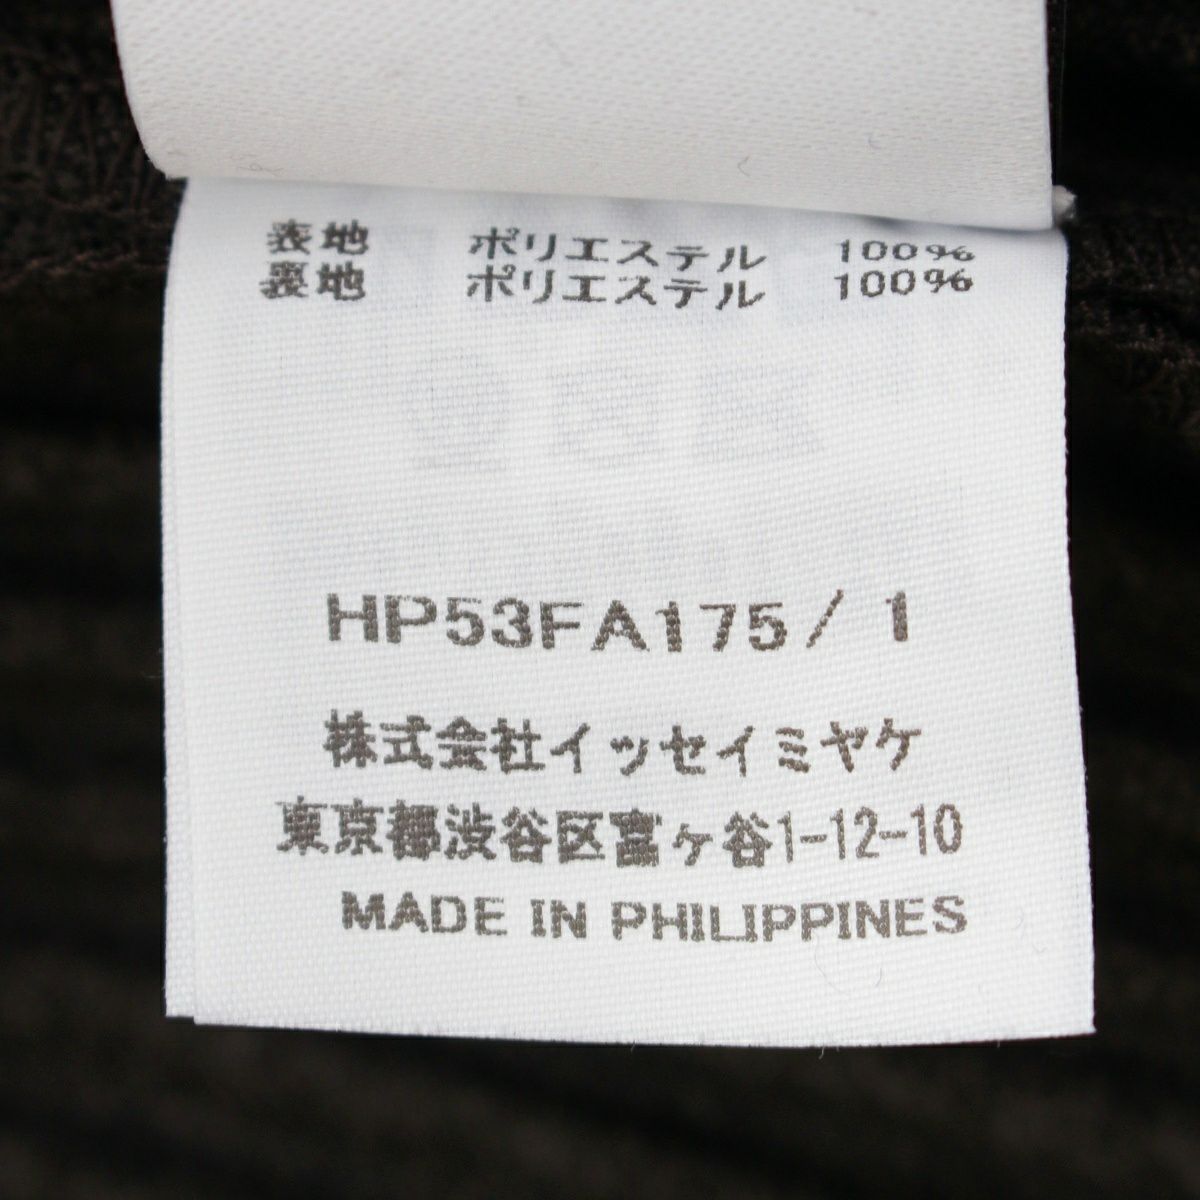 表地 ポリエステル 100%
裏地 ポリエステル 100%
HP53FA175/ 1
株式会社イッセイミヤケ
東京都渋谷区富ヶ谷1-12-10
MADE IN PHILIPPINES